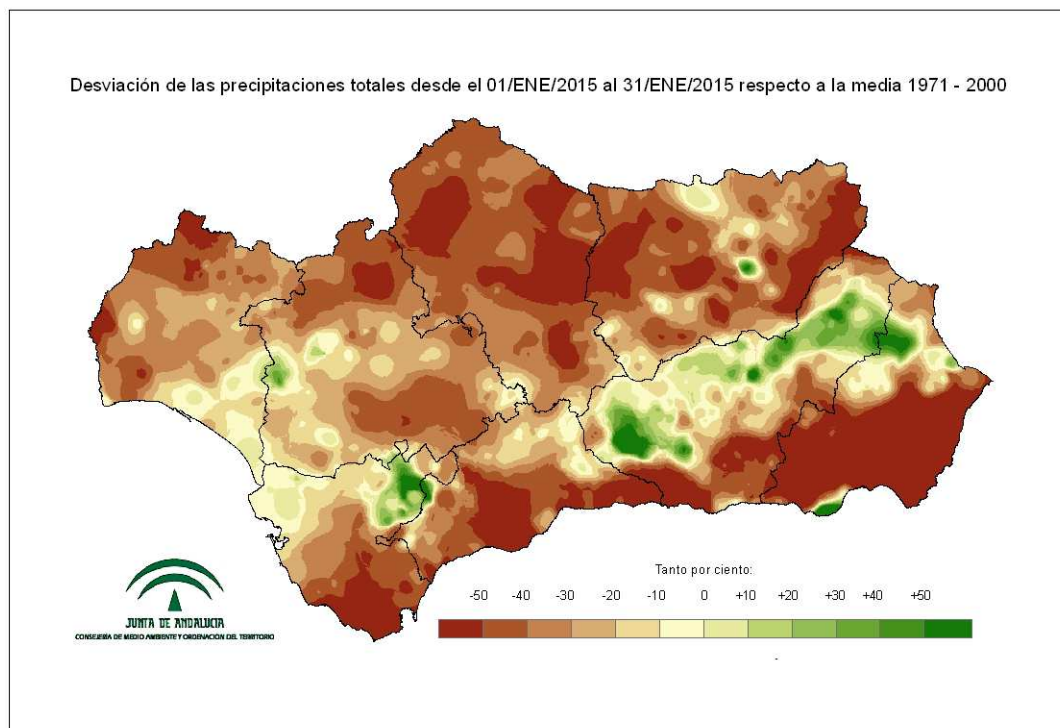 Desviación de las precipitaciones totales desde el 01/ENE/2015 al 31/ENE/2015 respecto a la media 1971 - 2000
Tanto por ciento:
-50 -40 -30 -20 -10 0 +10 +20 +30 +40 +50
JUNTA DE ANDALUCIA
CONSEJERÍA DE MEDIO AMBIENTE Y ORDENACIÓN DEL TERRITORIO